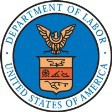 DEPARTMENT OF LABOR
UNITED STATES OF AMERICA